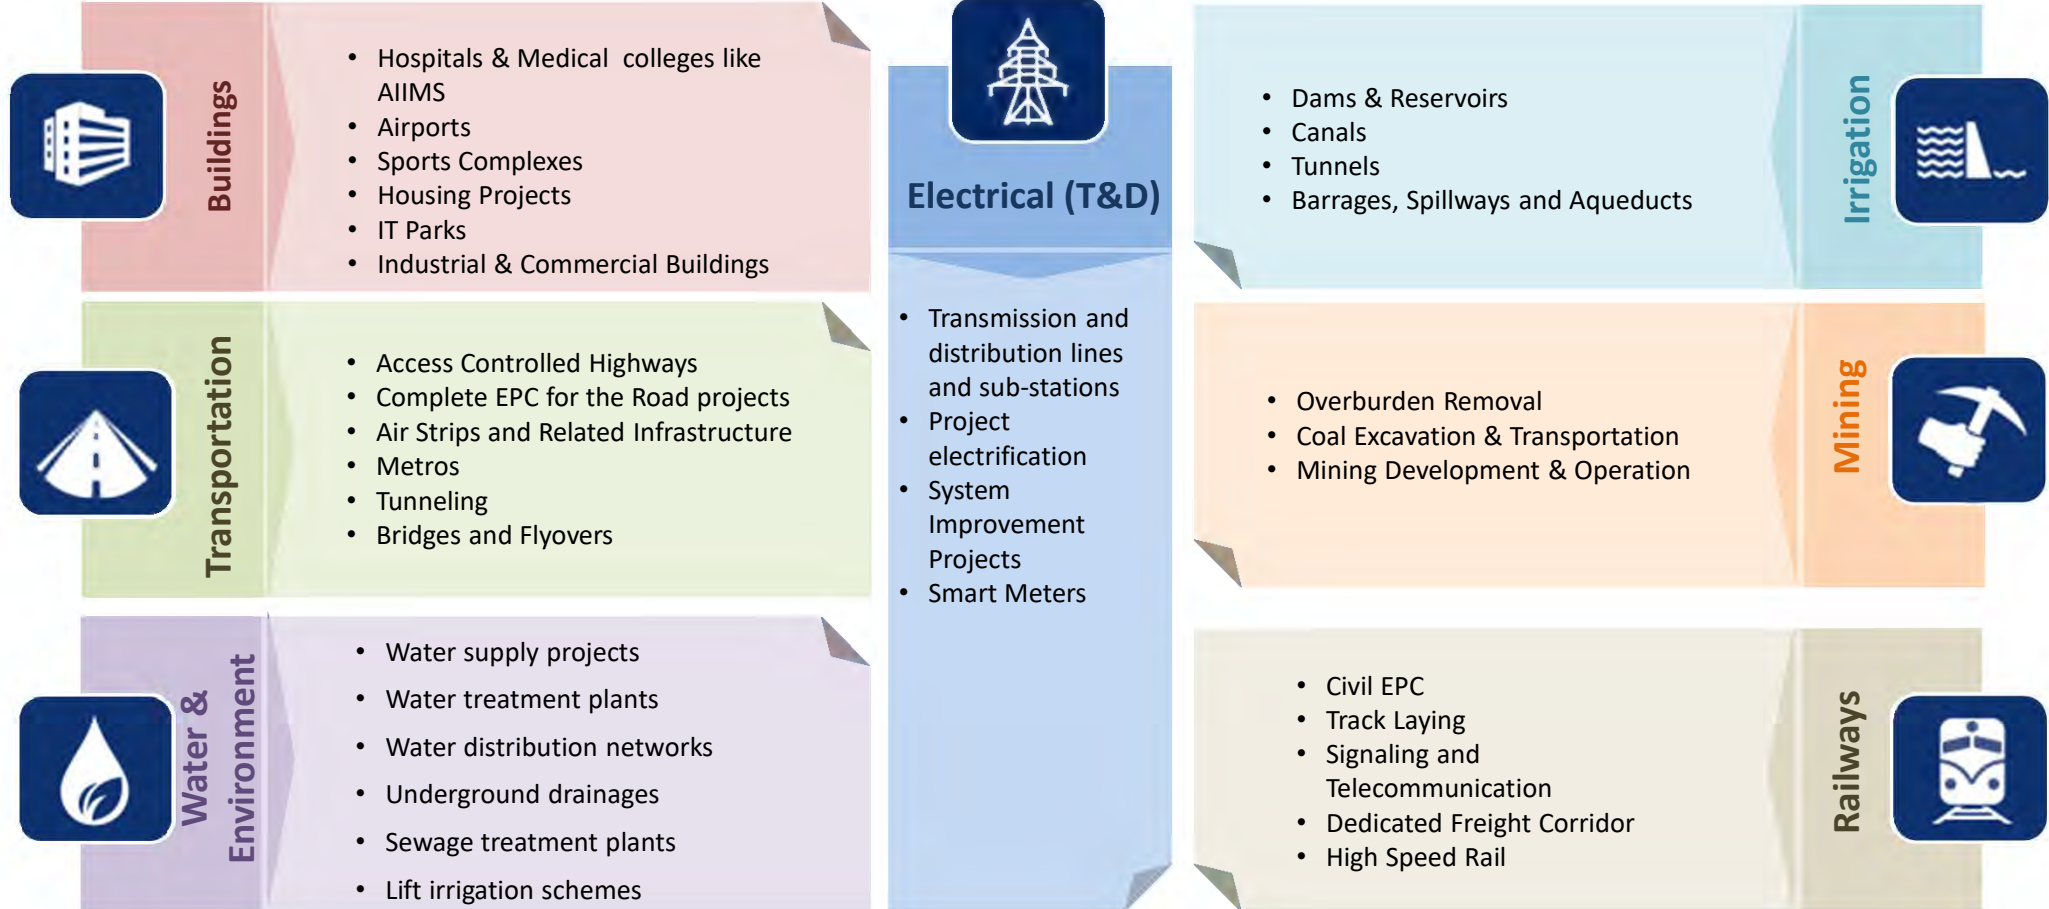 Buildings
• Hospitals & Medical colleges like
AIIMS
• Airports
• Sports Complexes
• Housing Projects
• IT Parks
• Industrial & Commercial Buildings
Transportation
• Access Controlled Highways
• Complete EPC for the Road projects
• Air Strips and Related Infrastructure
• Metros
• Tunneling
• Bridges and Flyovers
Water &
Environment
• Water supply projects
• Water treatment plants
• Water distribution networks
• Underground drainages
• Sewage treatment plants
• Lift irrigation schemes
Electrical (T&D)
• Transmission and
distribution lines
and sub-stations
• Project
electrification
• System
Improvement
Projects
• Smart Meters
Irrigation
• Dams & Reservoirs
• Canals
• Tunnels
• Barrages, Spillways and Aqueducts
Mining
• Overburden Removal
• Coal Excavation & Transportation
• Mining Development & Operation
Railways
• Civil EPC
• Track Laying
• Signaling and
Telecommunication
• Dedicated Freight Corridor
• High Speed Rail